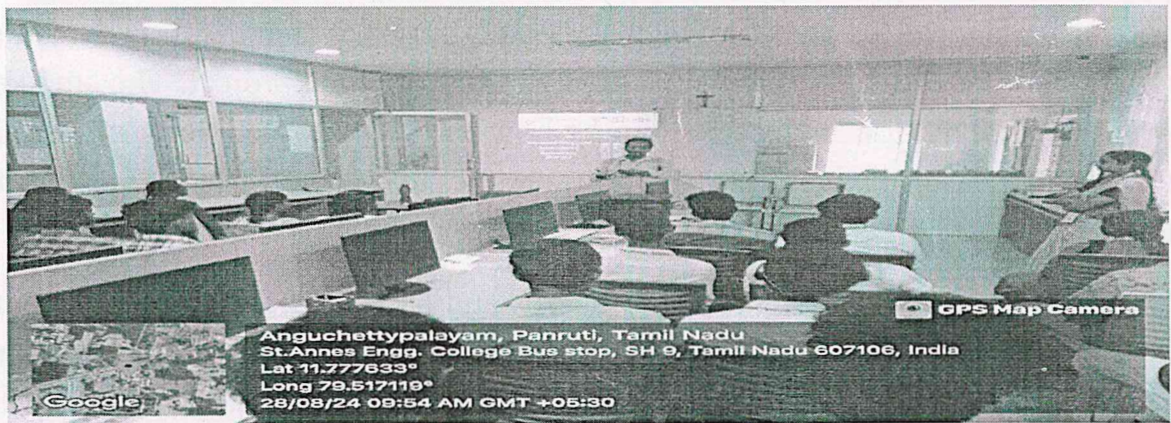 GPS Map Camera
Anguchettypalayam, Panruti, Tamil Nadu
St.Annes Engg. College Bus stop, SH 9, Tamil Nadu 607106, India
Lat 11.777633°
Long 79.517119°
28/08/24 09:54 AM GMT +05:30
Google